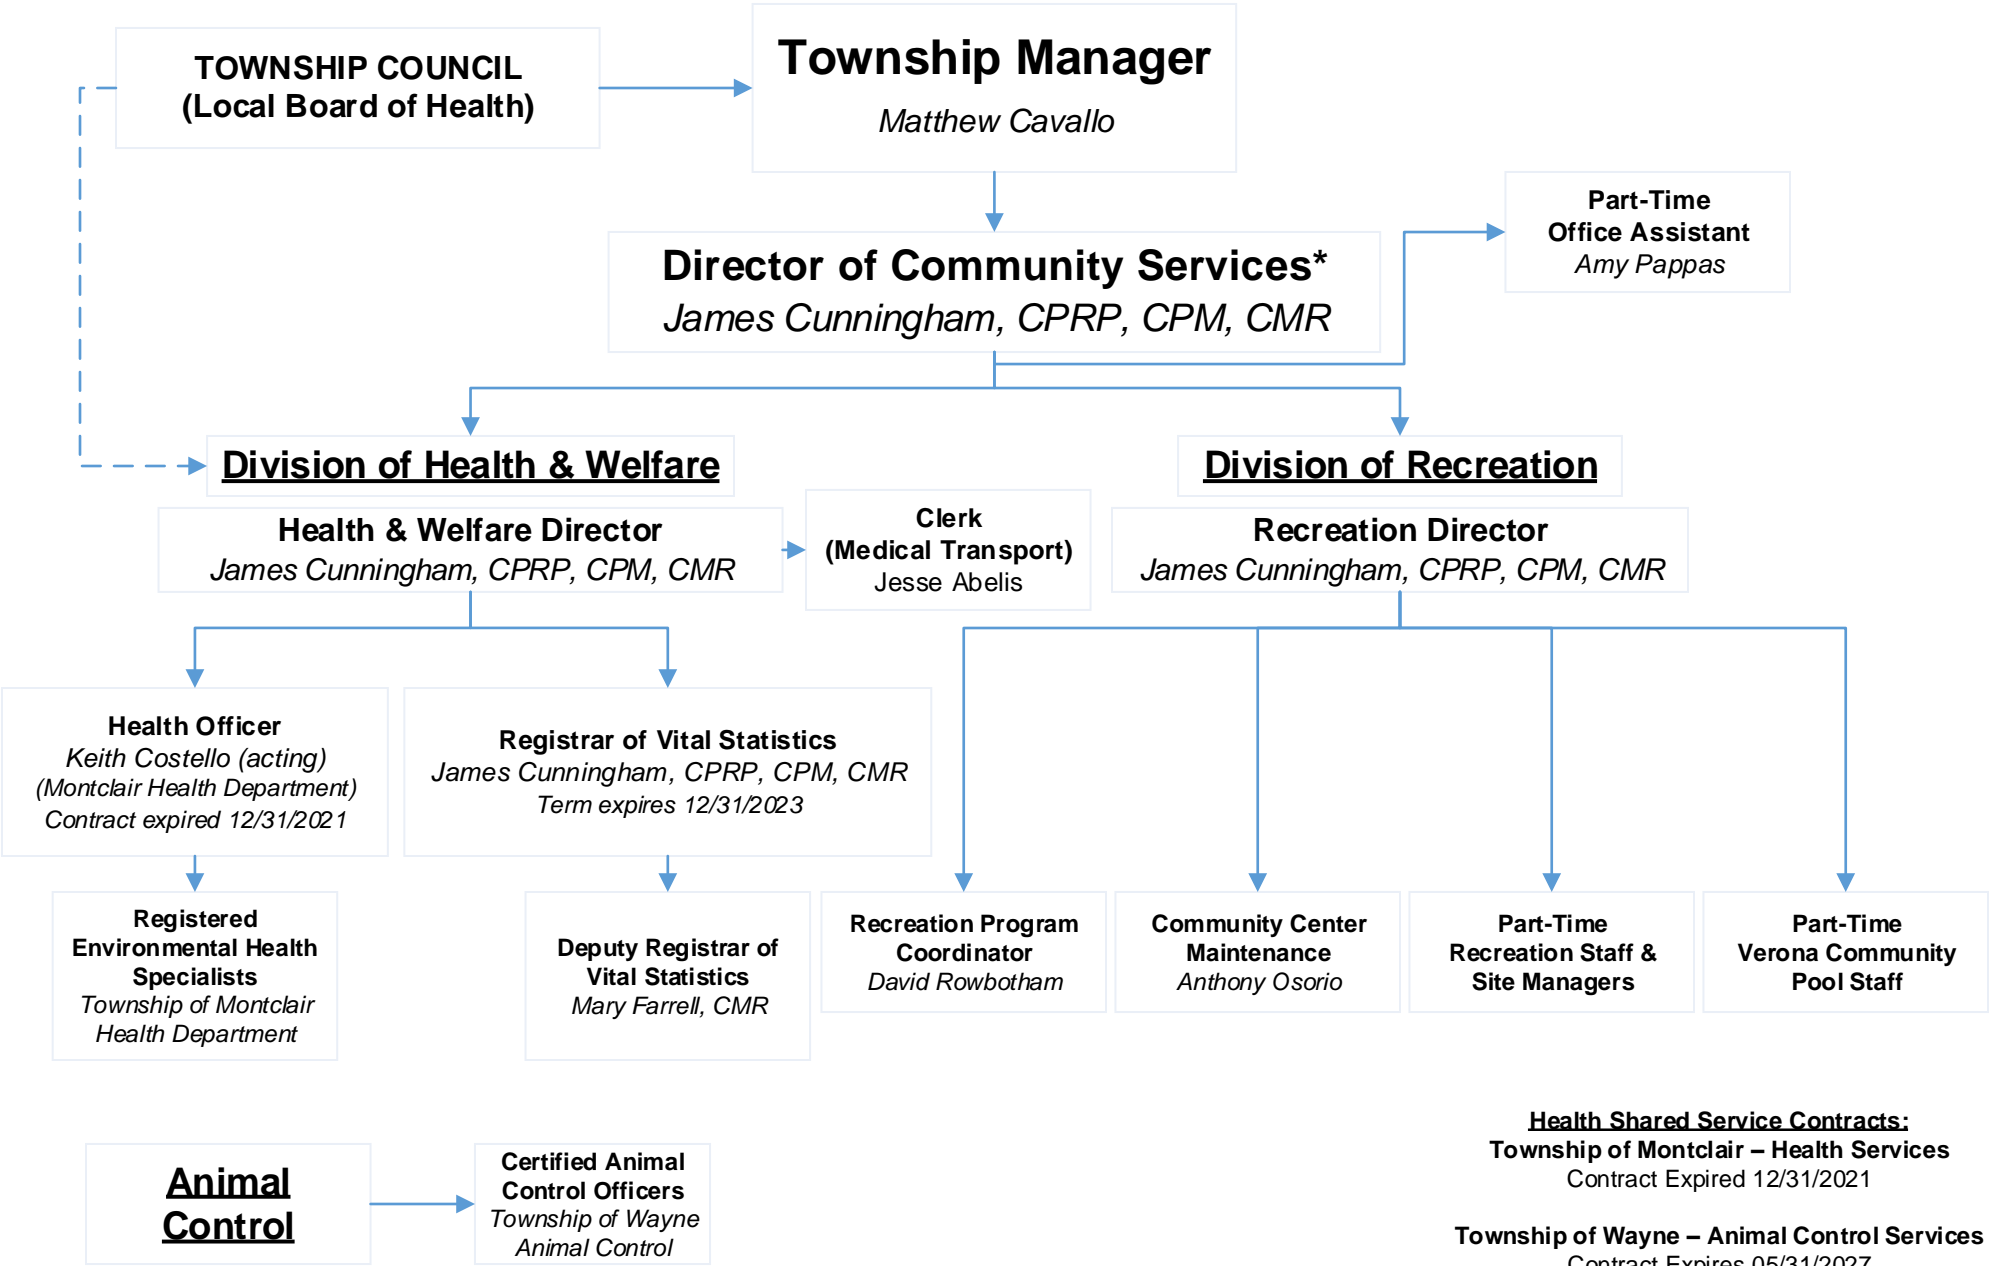 TOWNSHIP COUNCIL
(Local Board of Health)
Township Manager
Matthew Cavallo
Part-Time
Office Assistant
Amy Pappas
Director of Community Services*
James Cunningham, CPRP, CPM, CMR
Division of Health & Welfare
Division of Recreation
Health & Welfare Director
James Cunningham, CPRP, CPM, CMR
Clerk
(Medical Transport)
Jesse Abelis
Recreation Director
James Cunningham, CPRP, CPM, CMR
Health Officer
Keith Costello (acting)
(Montclair Health Department)
Contract expired 12/31/2021
Registrar of Vital Statistics
James Cunningham, CPRP, CPM, CMR
Term expires 12/31/2023
Registered
Environmental Health
Specialists
Township of Montclair
Health Department
Deputy Registrar of
Vital Statistics
Mary Farrell, CMR
Recreation Program
Coordinator
David Rowbotham
Community Center
Maintenance
Anthony Osorio
Part-Time
Recreation Staff &
Site Managers
Part-Time
Verona Community
Pool Staff
Animal
Control
Certified Animal
Control Officers
Township of Wayne
Animal Control
Health Shared Service Contracts:
Township of Montclair – Health Services
Contract Expired 12/31/2021
Township of Wayne – Animal Control Services
Contract Expires 05/31/2027